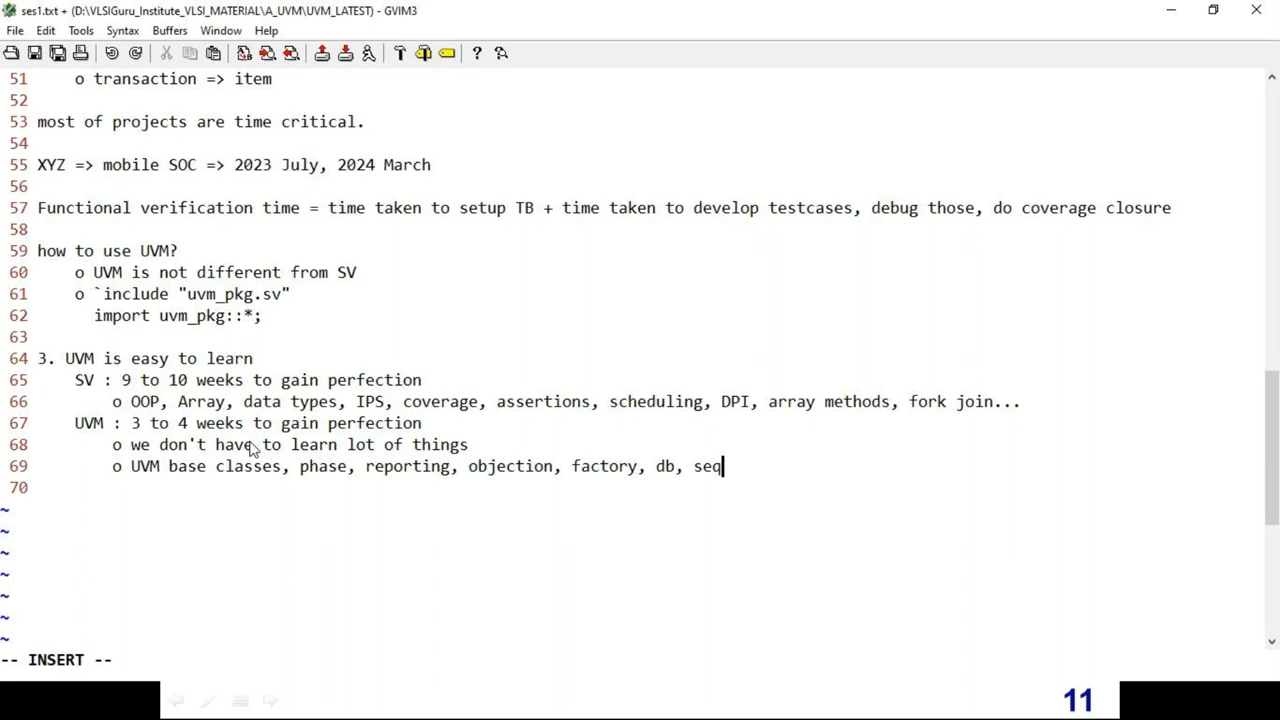 ses1.txt + (D:\VLSIGuru_Institute_VLSI_MATERIAL\A_UVM\UVM_LATEST) - GVIM3
File Edit Tools Syntax Buffers Window Help
51 o transaction => item
52
53 most of projects are time critical.
54
55 XYZ => mobile SOC => 2023 July, 2024 March
56
57 Functional verification time = time taken to setup TB + time taken to develop testcases, debug those, do coverage closure
58
59 how to use UVM?
60 o UVM is not different from SV
61 o `include "uvm_pkg.sv"
62 import uvm_pkg::*;
63
64 3. UVM is easy to learn
65 SV : 9 to 10 weeks to gain perfection
66 o OOP, Array, data types, IPS, coverage, assertions, scheduling, DPI, array methods, fork join...
67 UVM : 3 to 4 weeks to gain perfection
68 o we don't have to learn lot of things
69 o UVM base classes, phase, reporting, objection, factory, db, seq
70
~
~
~
~
~
~
~
-- INSERT --
11